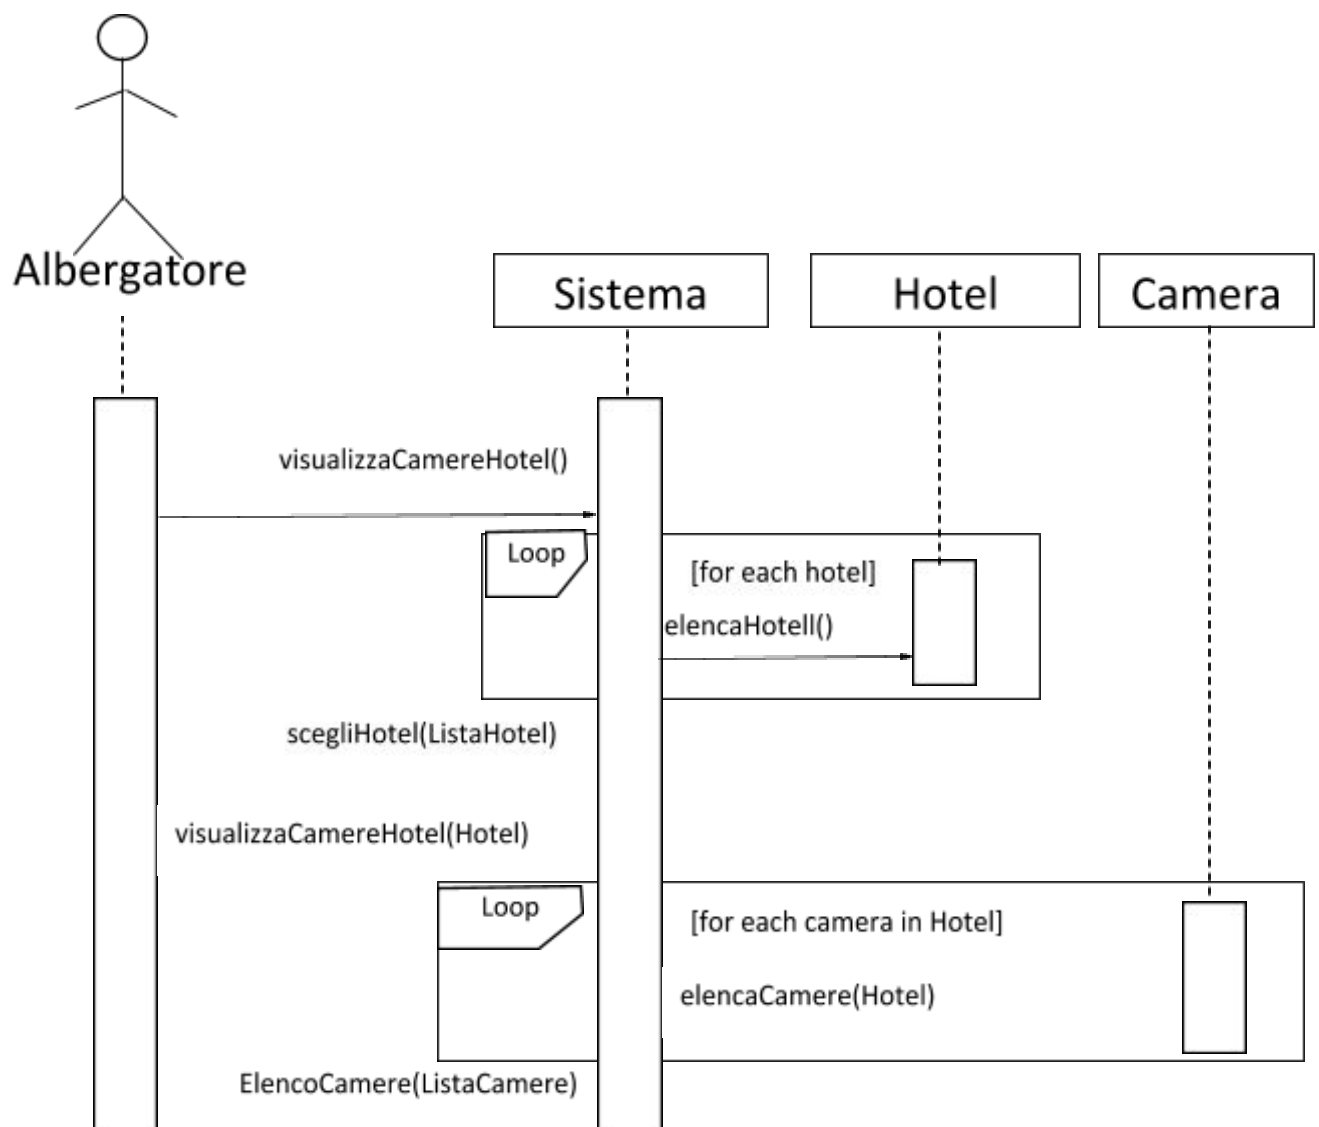 Albergatore
Sistema
Hotel
Camera
visualizzaCamereHotel()
Loop
[for each hotel]
elencaHotell()
scegliHotel(ListaHotel)
visualizzaCamereHotel(Hotel)
Loop
[for each camera in Hotel]
elencaCamere(Hotel)
ElencoCamere(ListaCamere)